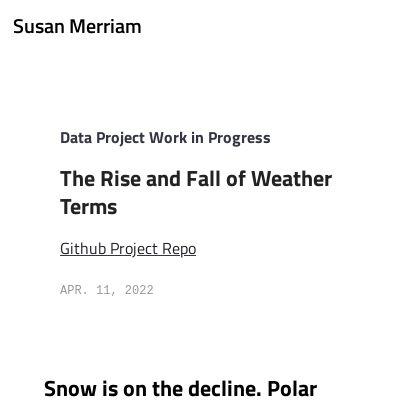 Susan Merriam
Data Project Work in Progress
The Rise and Fall of Weather
Terms
Github Project Repo
APR. 11, 2022
Snow is on the decline. Polar